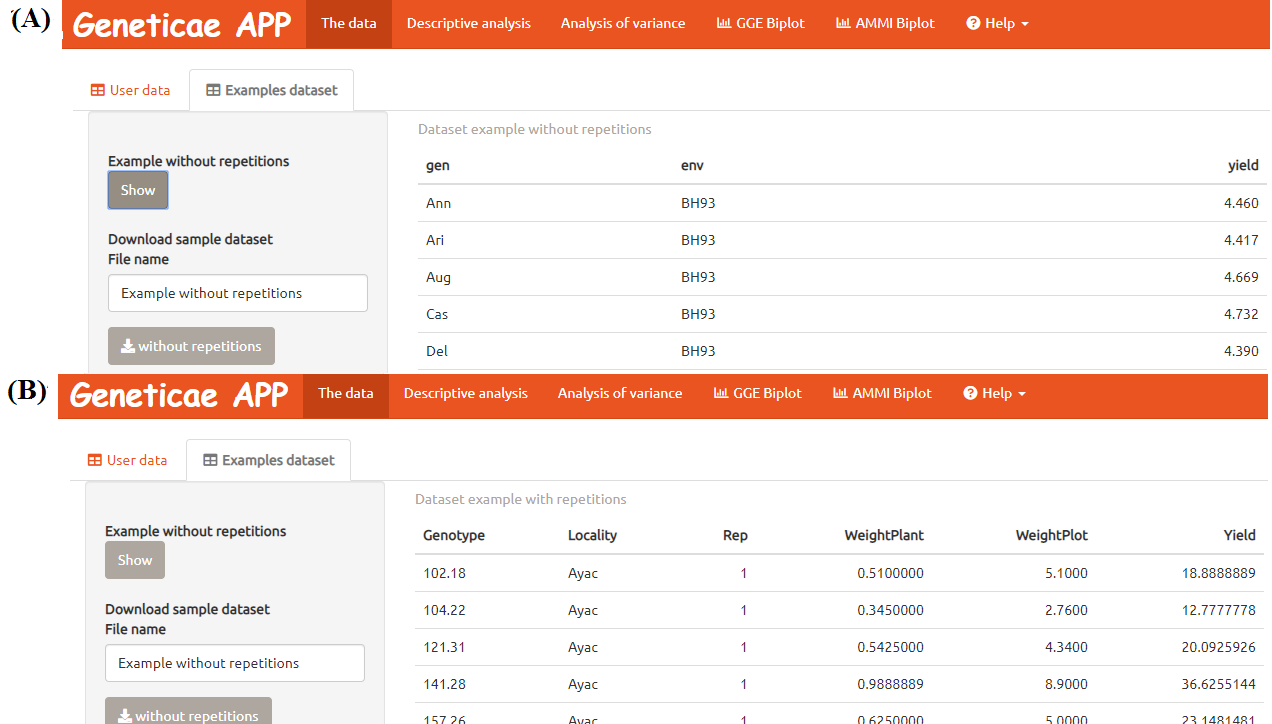 (A)
Geneticae APP The data Descriptive analysis Analysis of variance GGE Biplot AMMI Biplot Help
User data Examples dataset
Dataset example without repetitions
Example without repetitions
Show
Download sample dataset
File name
Example without repetitions
without repetitions
gen env yield
Ann BH93 4.460
Ari BH93 4.417
Aug BH93 4.669
Cas BH93 4.732
Del BH93 4.390
(B)
Geneticae APP The data Descriptive analysis Analysis of variance GGE Biplot AMMI Biplot Help
User data Examples dataset
Dataset example with repetitions
Example without repetitions
Show
Download sample dataset
File name
Example without repetitions
without repetitions
Genotype Locality Rep WeightPlant WeightPlot Yield
102.18 Ayac 1 0.5100000 5.1000 18.8888889
104.22 Ayac 1 0.3450000 2.7600 12.7777778
121.31 Ayac 1 0.5425000 4.3400 20.0925926
141.28 Ayac 1 0.9888889 8.9000 36.6255144
157.26 Ayac 1 0.6250000 5.0000 23.1481481